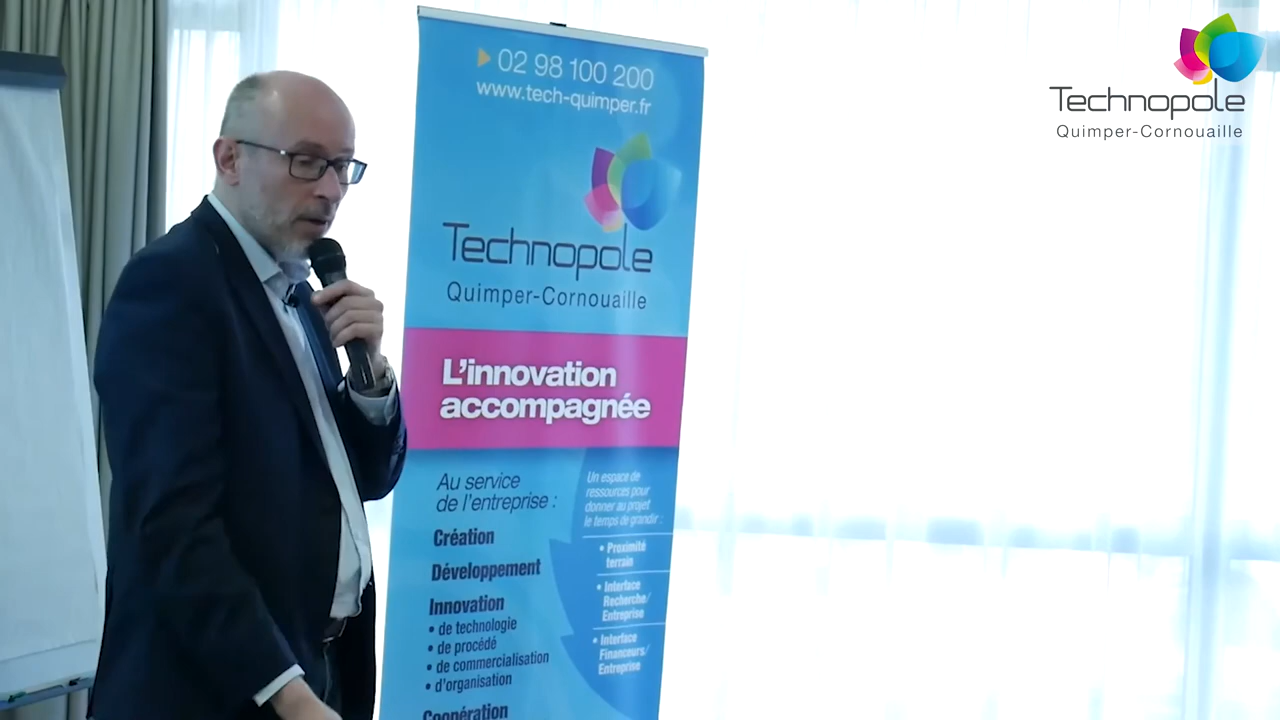 02 98 100 200
www.tech-quimper.fr
Technopole
Quimper-Cornouaille
L'innovation
accompagnée
Au service
de l'entreprise :
Création
Développement
Innovation
• de technologie
• de procédé
• de commercialisation
• d'organisation
Coopération
Un espace de
ressources pour
donner au projet
le temps de grandir :
• Proximité
terrain
• Interface
Recherche/
Entreprise
• Interface
Financeurs/
Entreprise
Technopole
Quimper-Cornouaille